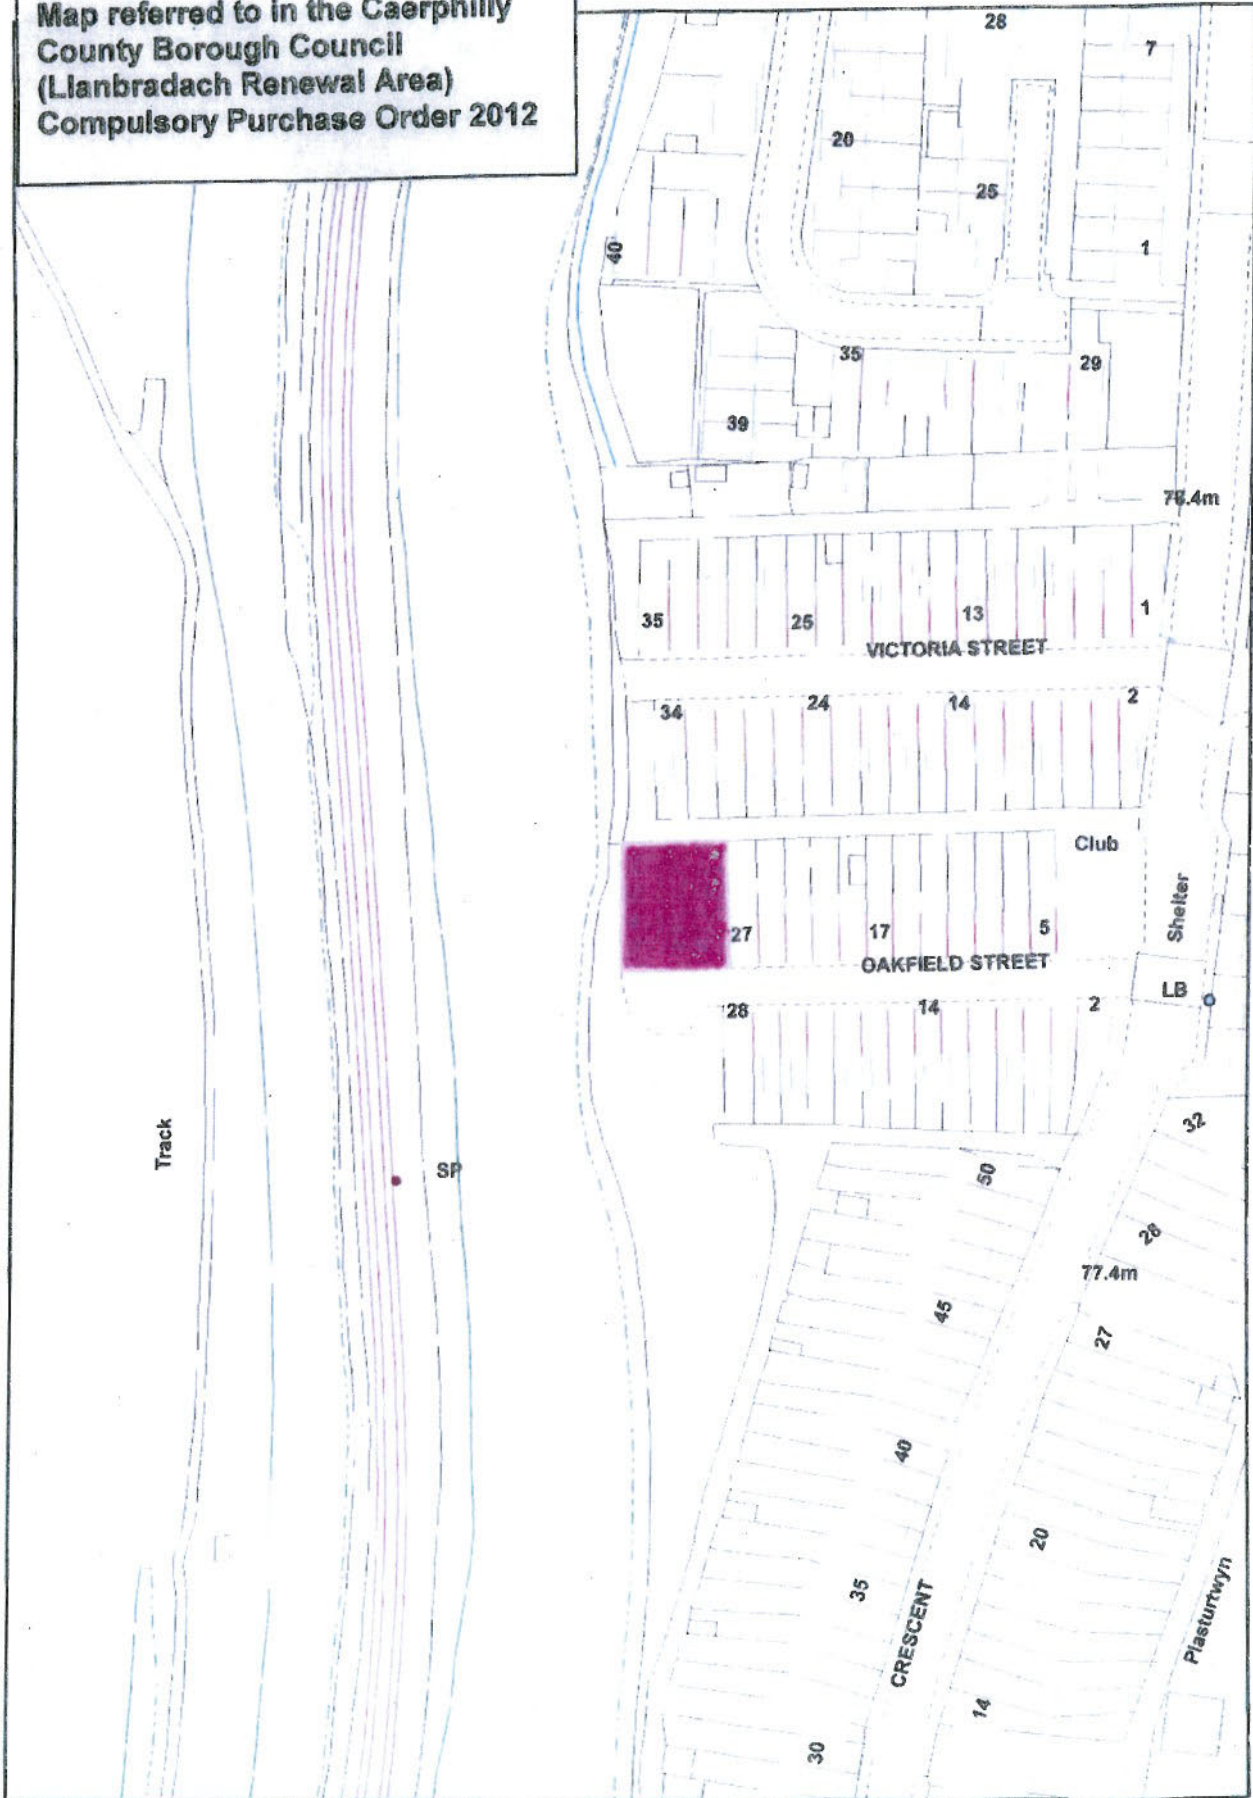 Map referred to in the Caerphilly
County Borough Council
(Llanbradach Renewal Area)
Compulsory Purchase Order 2012
28
7
20
25
40
1
35
29
39
76.4m
35
25
13
1
VICTORIA STREET
34
24
14
2
Club
Shelter
27
17
5
OAKFIELD STREET
LB
28
14
2
32
Track
SP
50
28
77.4m
45
27
40
20
35
CRESCENT
Plasturtwyn
14
30